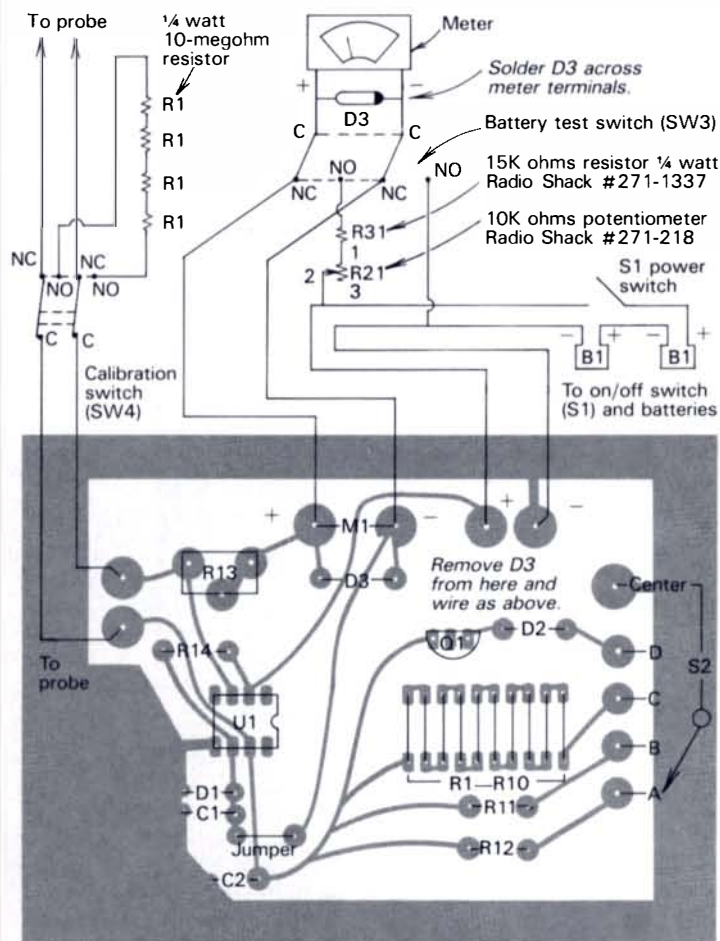 To probe
¼ watt
10-megohm
resistor
R1
R1
R1
R1
NC
NO
NC
NO
C
C
Calibration
switch
(SW4)
Meter
+
−
Solder D3 across
meter terminals.
D3
C
C
Battery test switch (SW3)
NO
NC
NC
NO
15K ohms resistor ¼ watt
Radio Shack #271-1337
R31
1
10K ohms potentiometer
Radio Shack #271-218
2
R21
3
S1 power
switch
−
+
−
+
B1
B1
To on/off switch
(S1) and batteries
+
M1
−
+
−
R13
D3
Remove D3
from here and
wire as above.
Center
Q1
D2
D
S2
To
probe
R14
U1
C
B
R1—R10
A
D1
C1
R11
Jumper
R12
C2